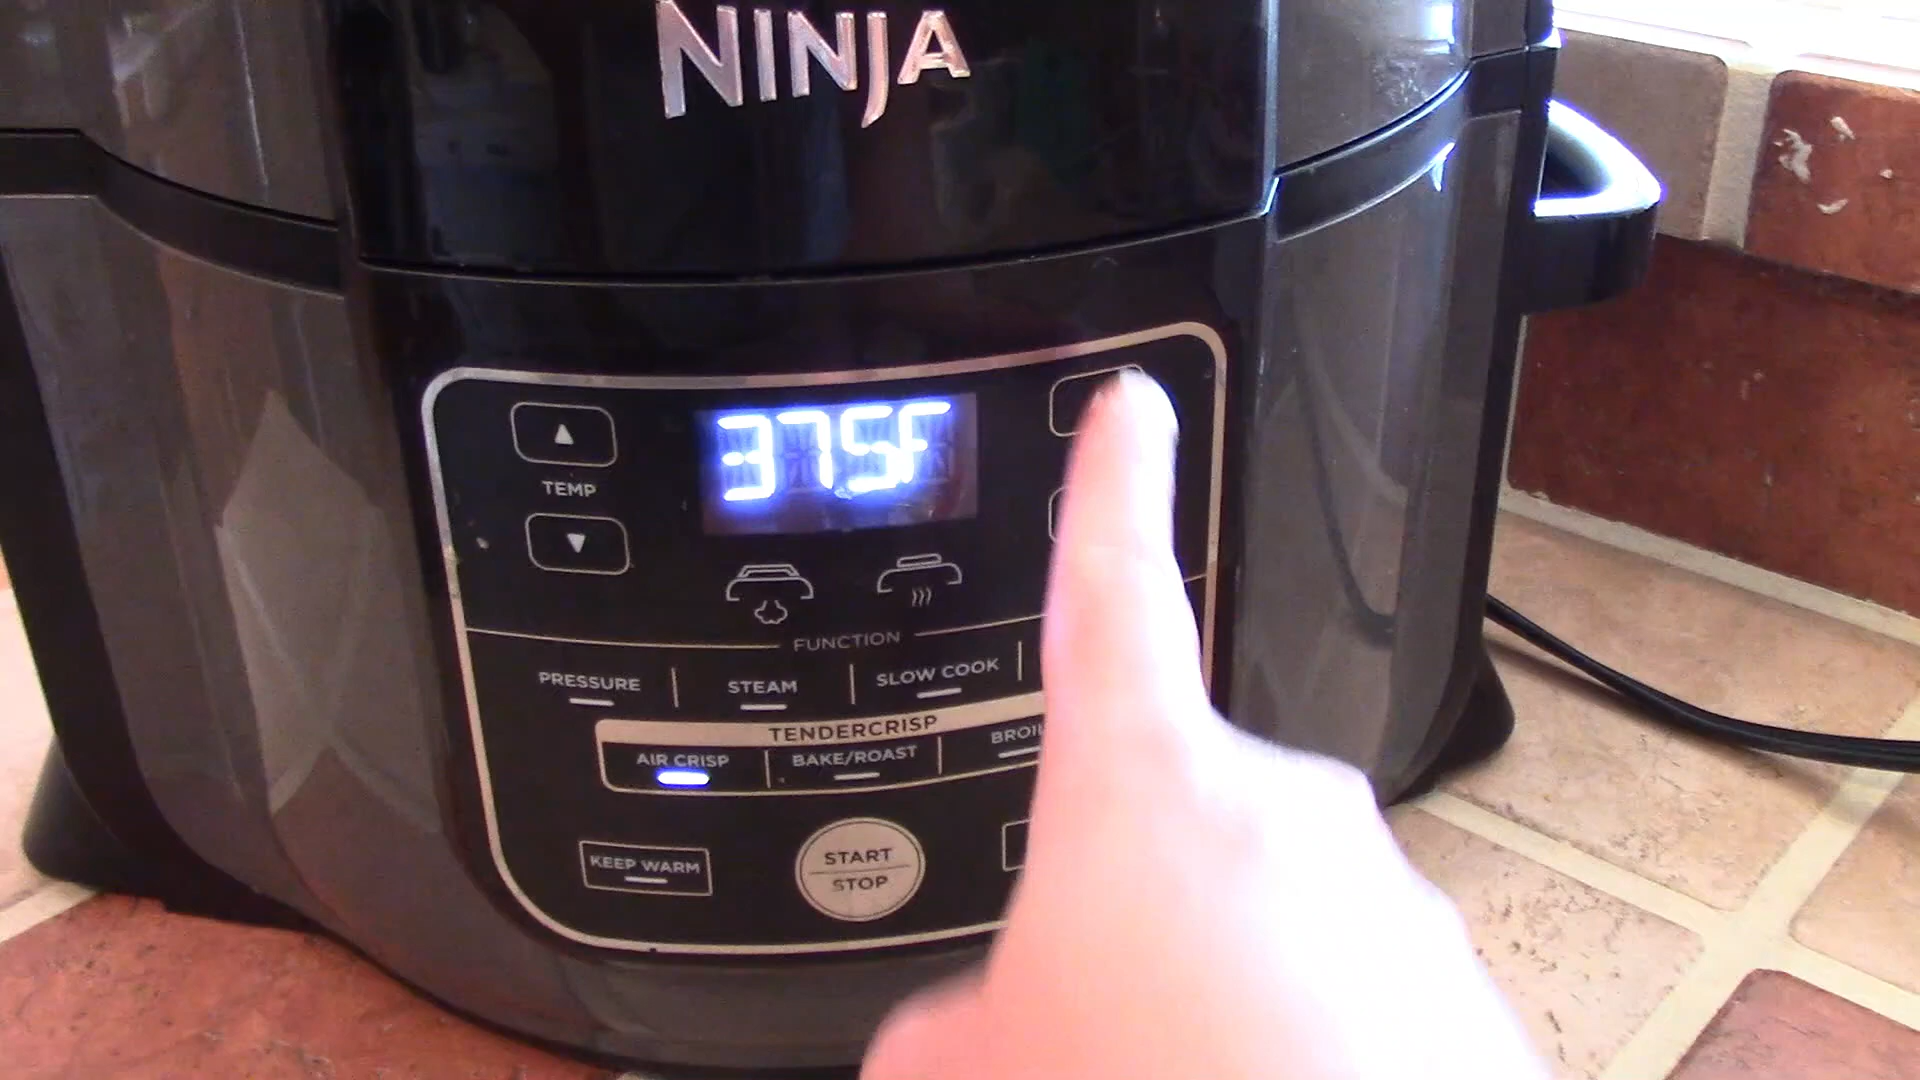 NINJA
375F
TEMP
FUNCTION
PRESSURE STEAM SLOW COOK
TENDERCRISP
AIR CRISP BAKE/ROAST
KEEP WARM
START
STOP